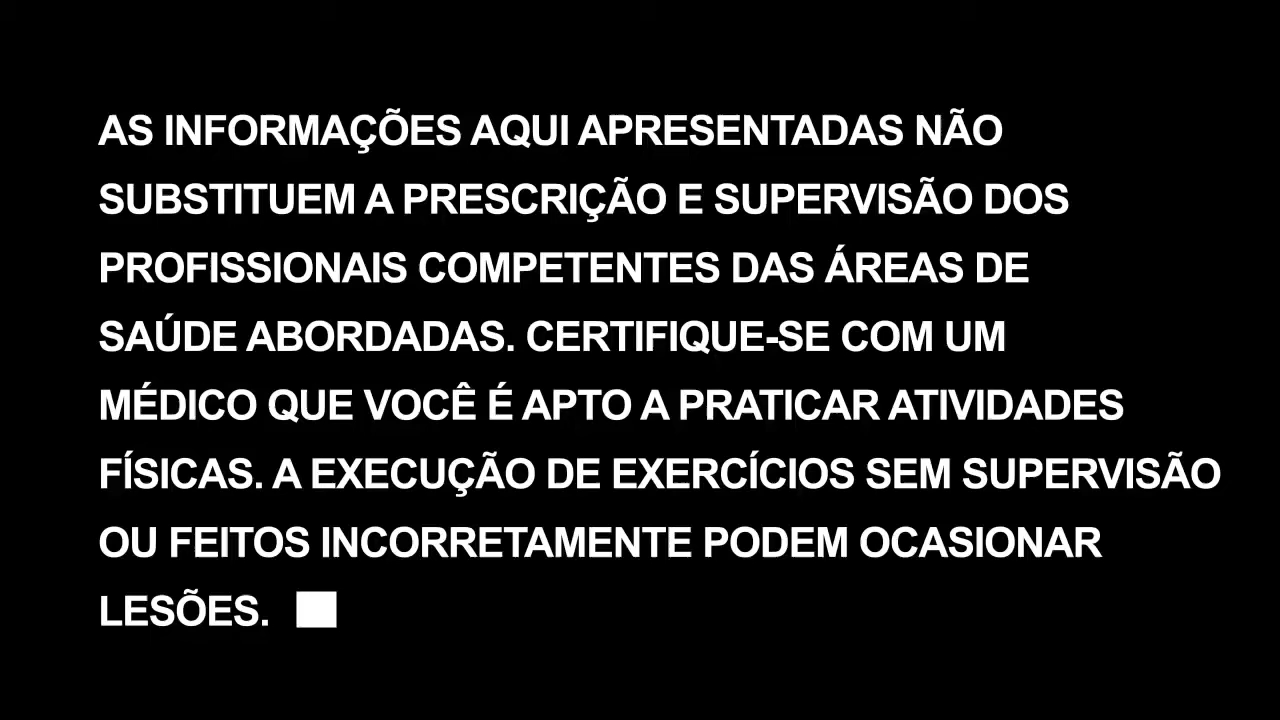 AS INFORMAÇÕES AQUI APRESENTADAS NÃO
SUBSTITUEM A PRESCRIÇÃO E SUPERVISÃO DOS
PROFISSIONAIS COMPETENTES DAS ÁREAS DE
SAÚDE ABORDADAS. CERTIFIQUE-SE COM UM
MÉDICO QUE VOCÊ É APTO A PRATICAR ATIVIDADES
FÍSICAS. A EXECUÇÃO DE EXERCÍCIOS SEM SUPERVISÃO
OU FEITOS INCORRETAMENTE PODEM OCASIONAR
LESÕES.